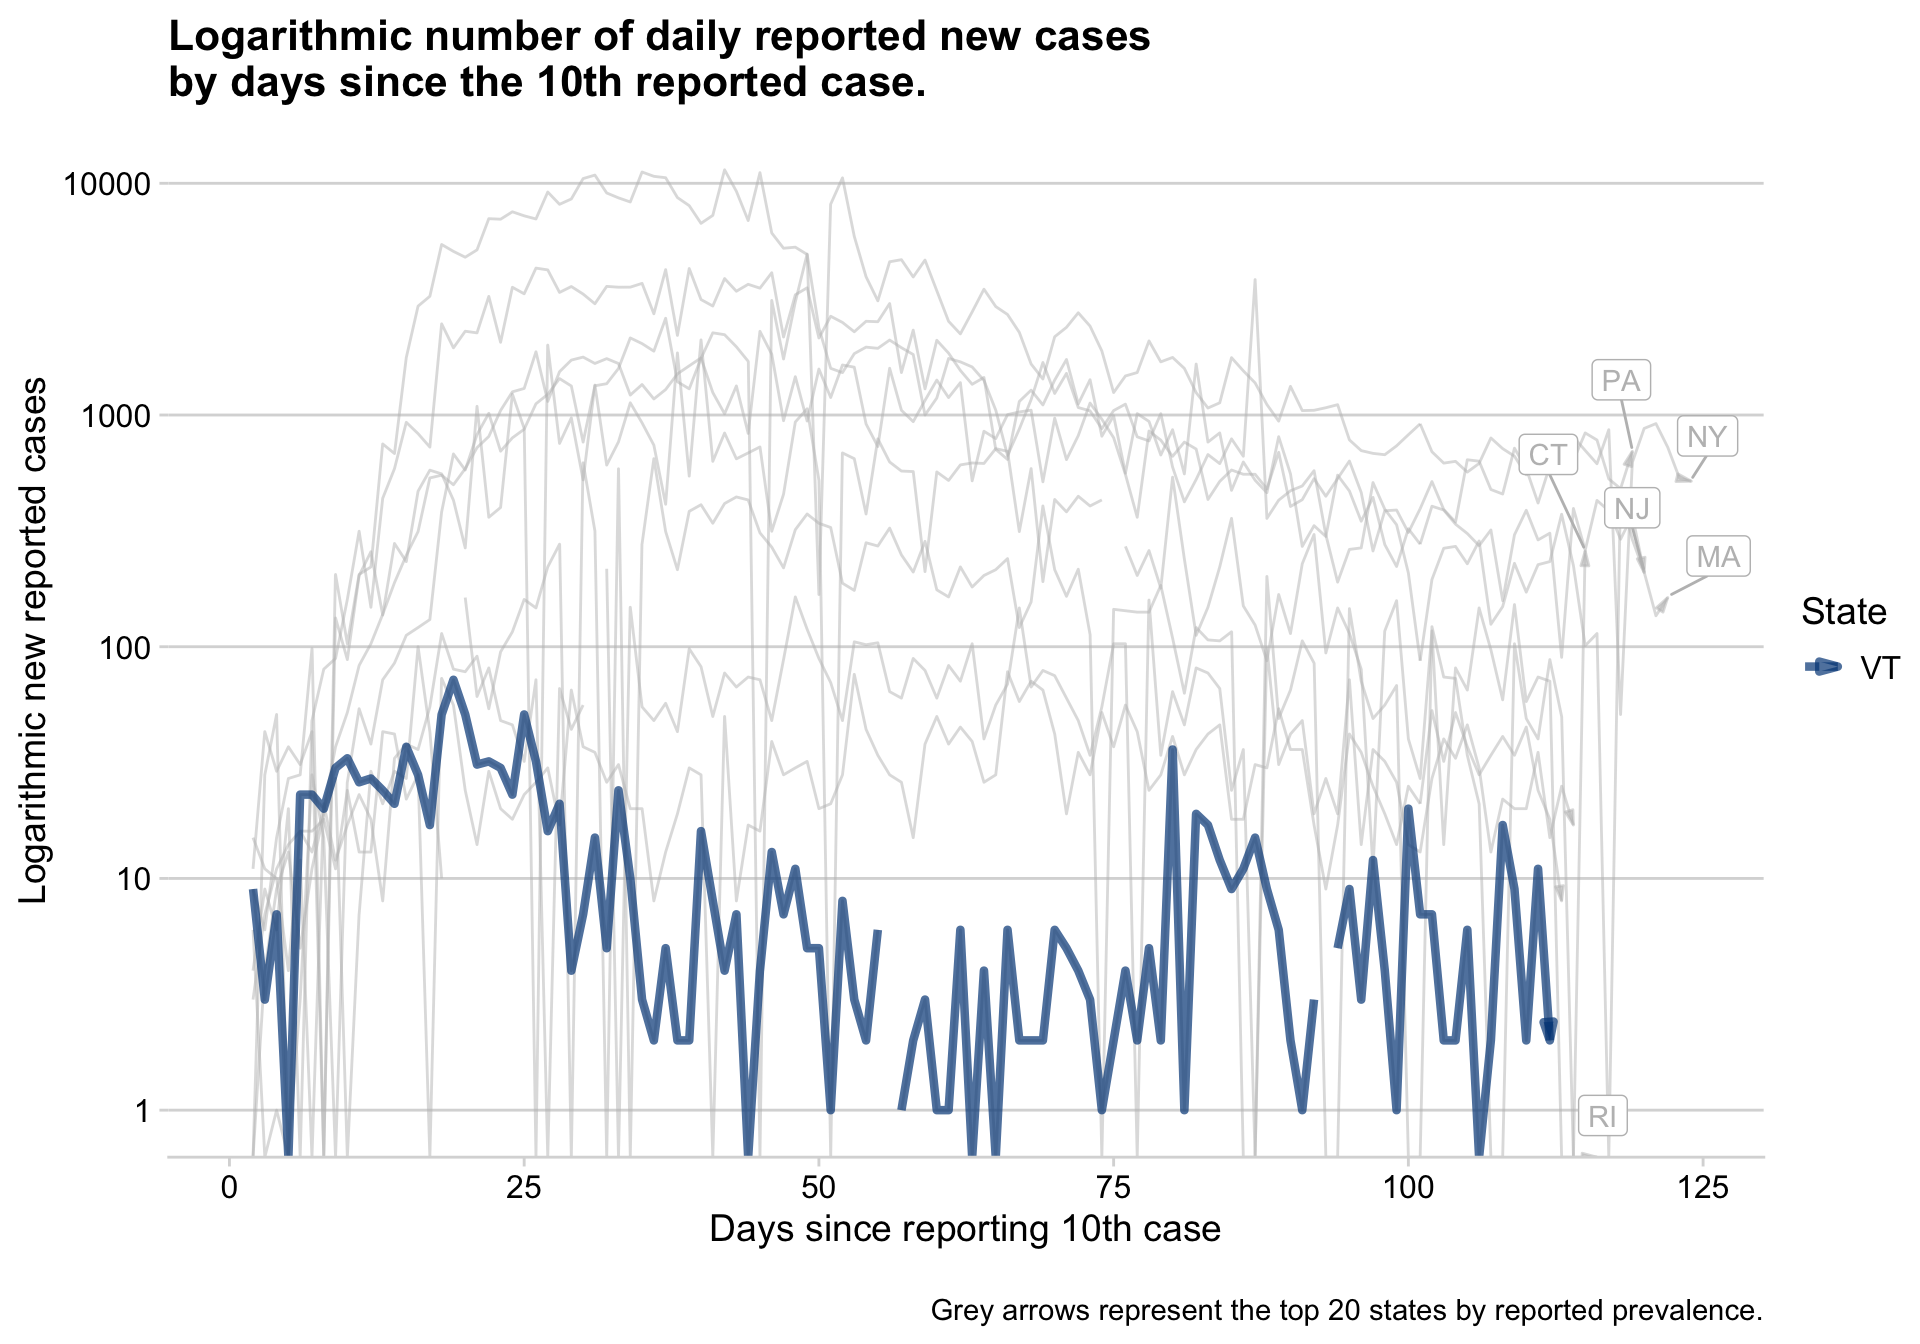 Logarithmic number of daily reported new cases
by days since the 10th reported case.
Logarithmic new reported cases
10000
1000
100
10
1
PA
NY
CT
NJ
MA
RI
State
VT
0
25
50
75
100
125
Days since reporting 10th case
Grey arrows represent the top 20 states by reported prevalence.